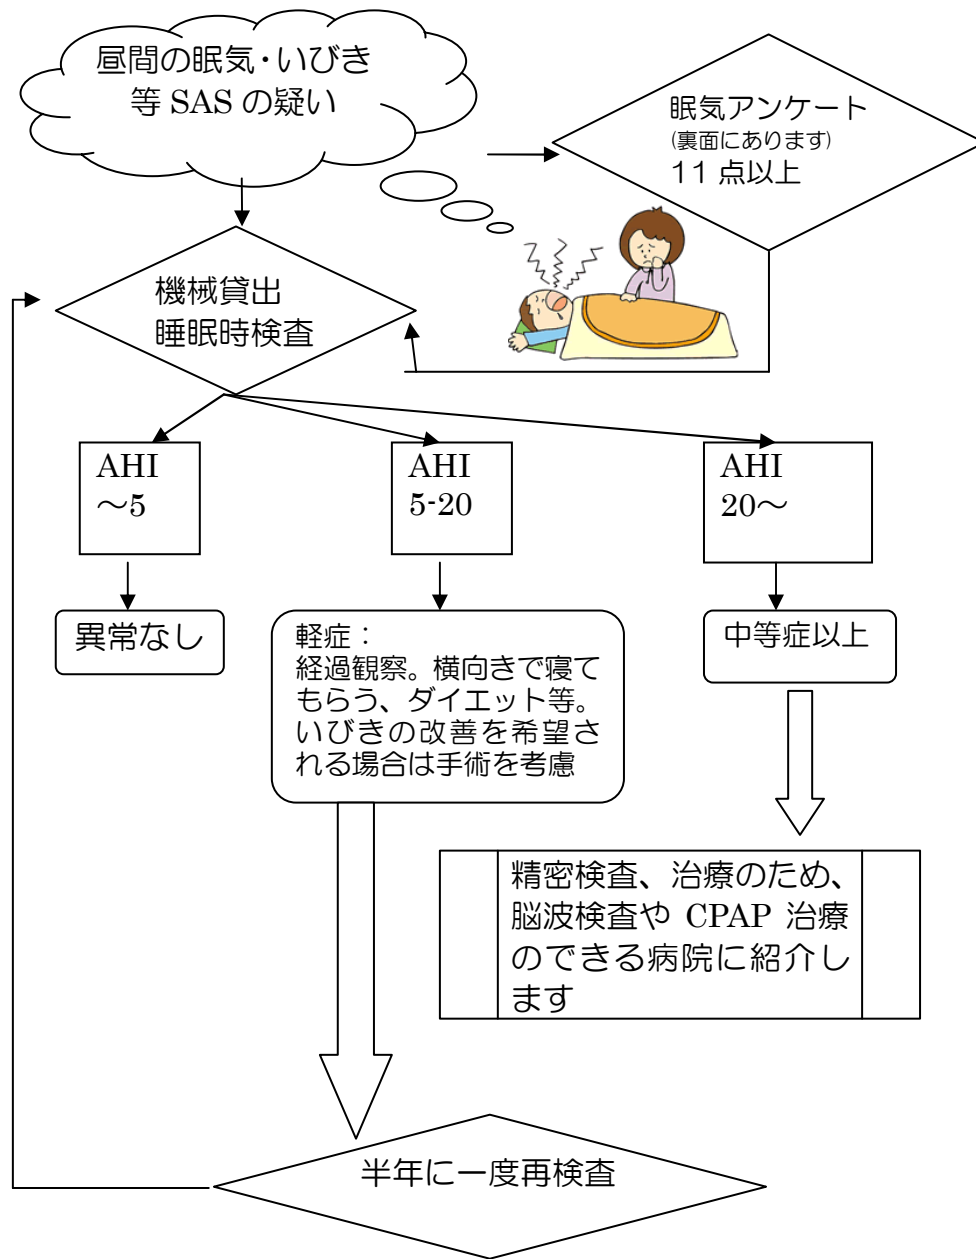 昼間の眠気・いびき
等 SAS の疑い
眠気アンケート
(裏面にあります)
11 点以上
機械貸出
睡眠時検査
AHI
～5
AHI
5-20
AHI
20～
異常なし
軽症：
経過観察。横向きで寝て
もらう、ダイエット等。
いびきの改善を希望さ
れる場合は手術を考慮
中等症以上
精密検査、治療のため、
脳波検査や CPAP 治療
のできる病院に紹介し
ます
半年に一度再検査